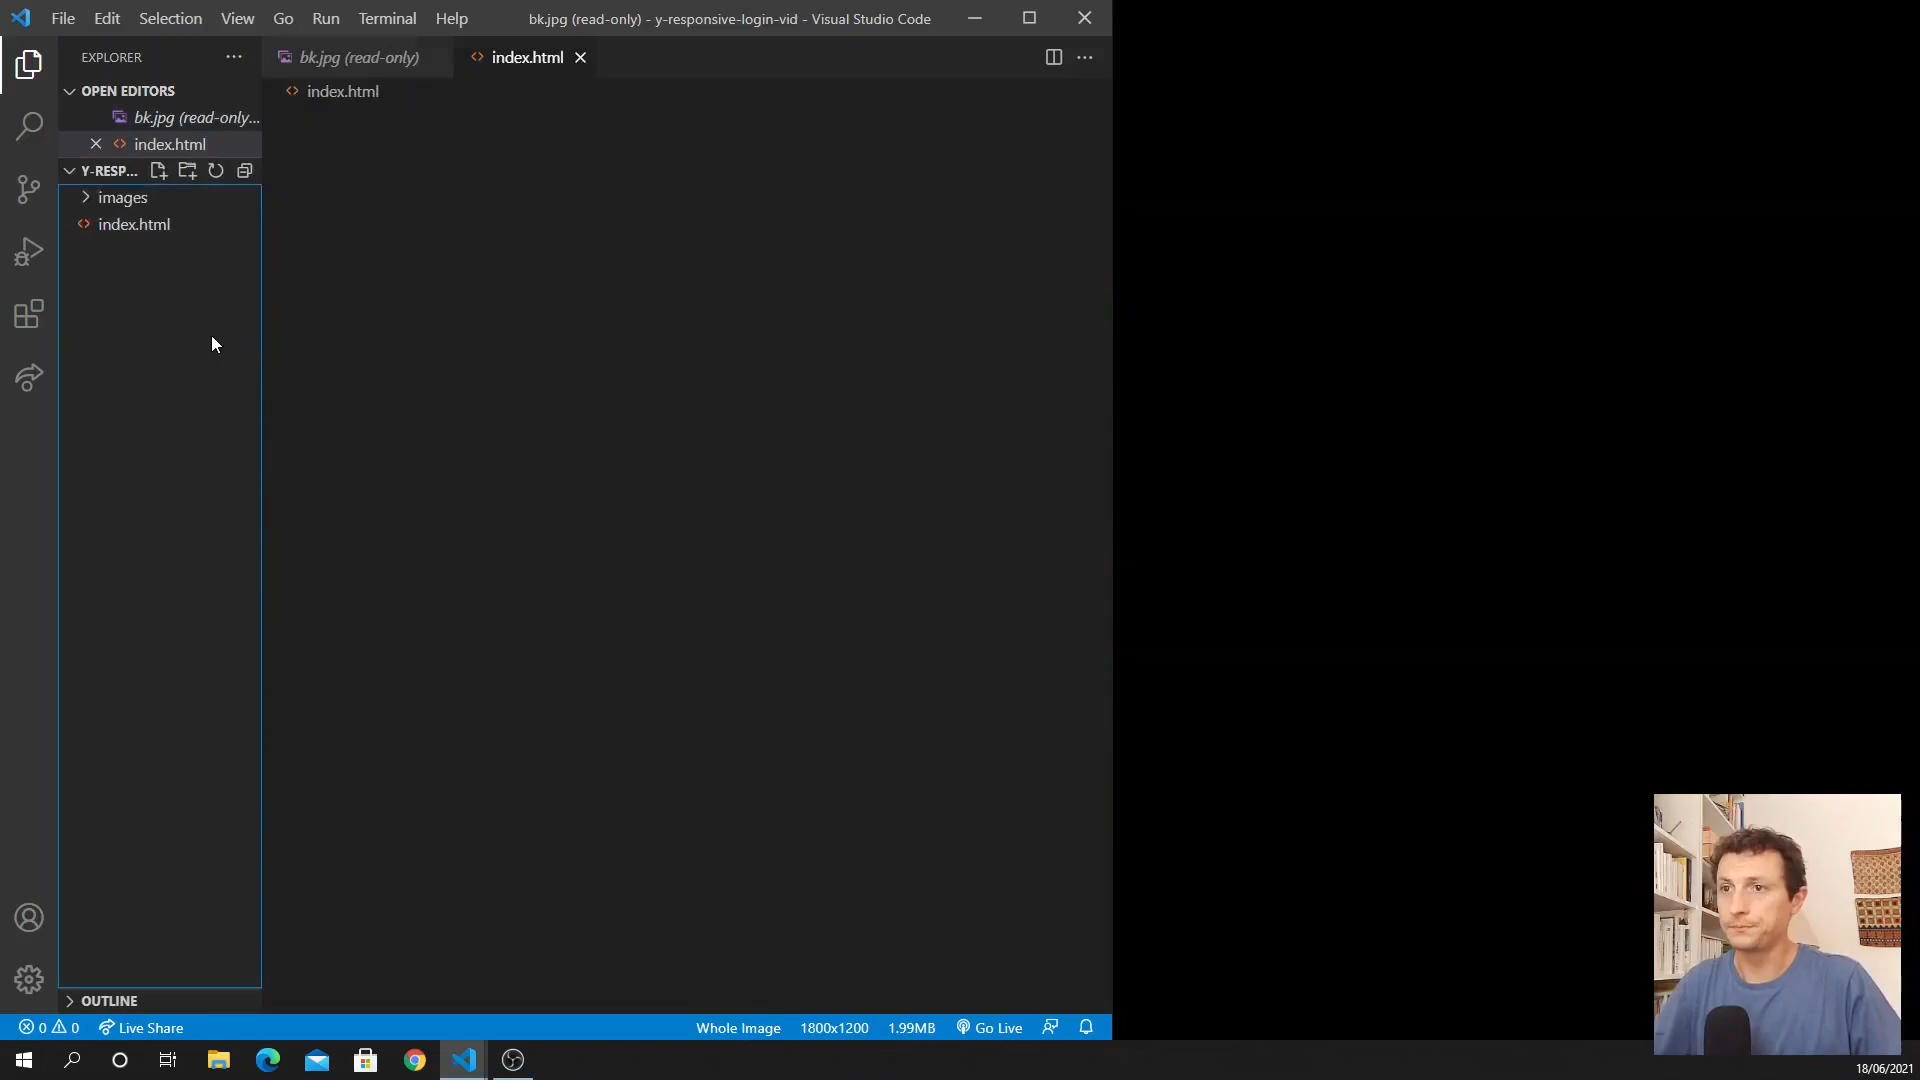 File Edit Selection View Go Run Terminal Help
bk.jpg (read-only) - y-responsive-login-vid - Visual Studio Code
EXPLORER
bk.jpg (read-only)
index.html
OPEN EDITORS
index.html
bk.jpg (read-only...
index.html
Y-RESP...
images
index.html
OUTLINE
0 0 Live Share
Whole Image 1800x1200 1.99MB Go Live
18/06/2021